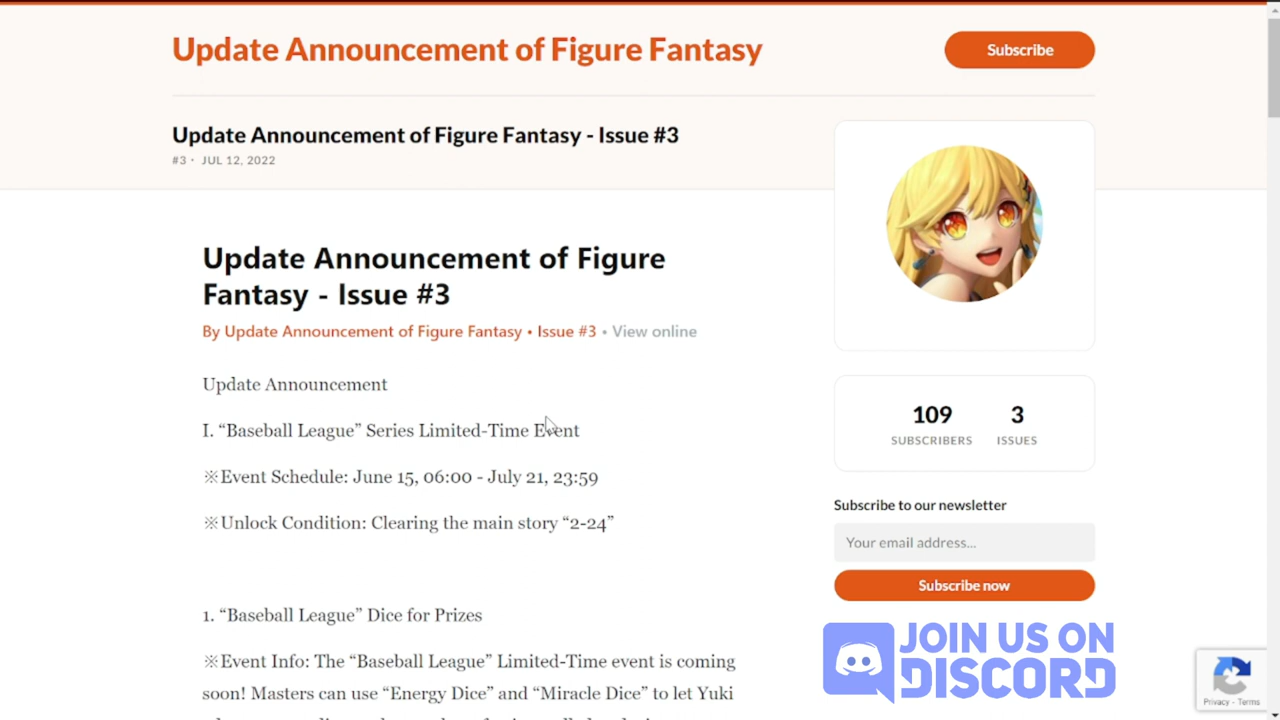 Update Announcement of Figure Fantasy
Subscribe
Update Announcement of Figure Fantasy - Issue #3
#3 · JUL 12, 2022
Update Announcement of Figure
Fantasy - Issue #3
By Update Announcement of Figure Fantasy • Issue #3 • View online
Update Announcement
I. “Baseball League” Series Limited-Time Event
※Event Schedule: June 15, 06:00 - July 21, 23:59
※Unlock Condition: Clearing the main story “2-24”
1. “Baseball League” Dice for Prizes
※Event Info: The “Baseball League” Limited-Time event is coming
soon! Masters can use “Energy Dice” and “Miracle Dice” to let Yuki
109
SUBSCRIBERS
3
ISSUES
Subscribe to our newsletter
Your email address...
Subscribe now
JOIN US ON
DISCORD
Privacy - Terms